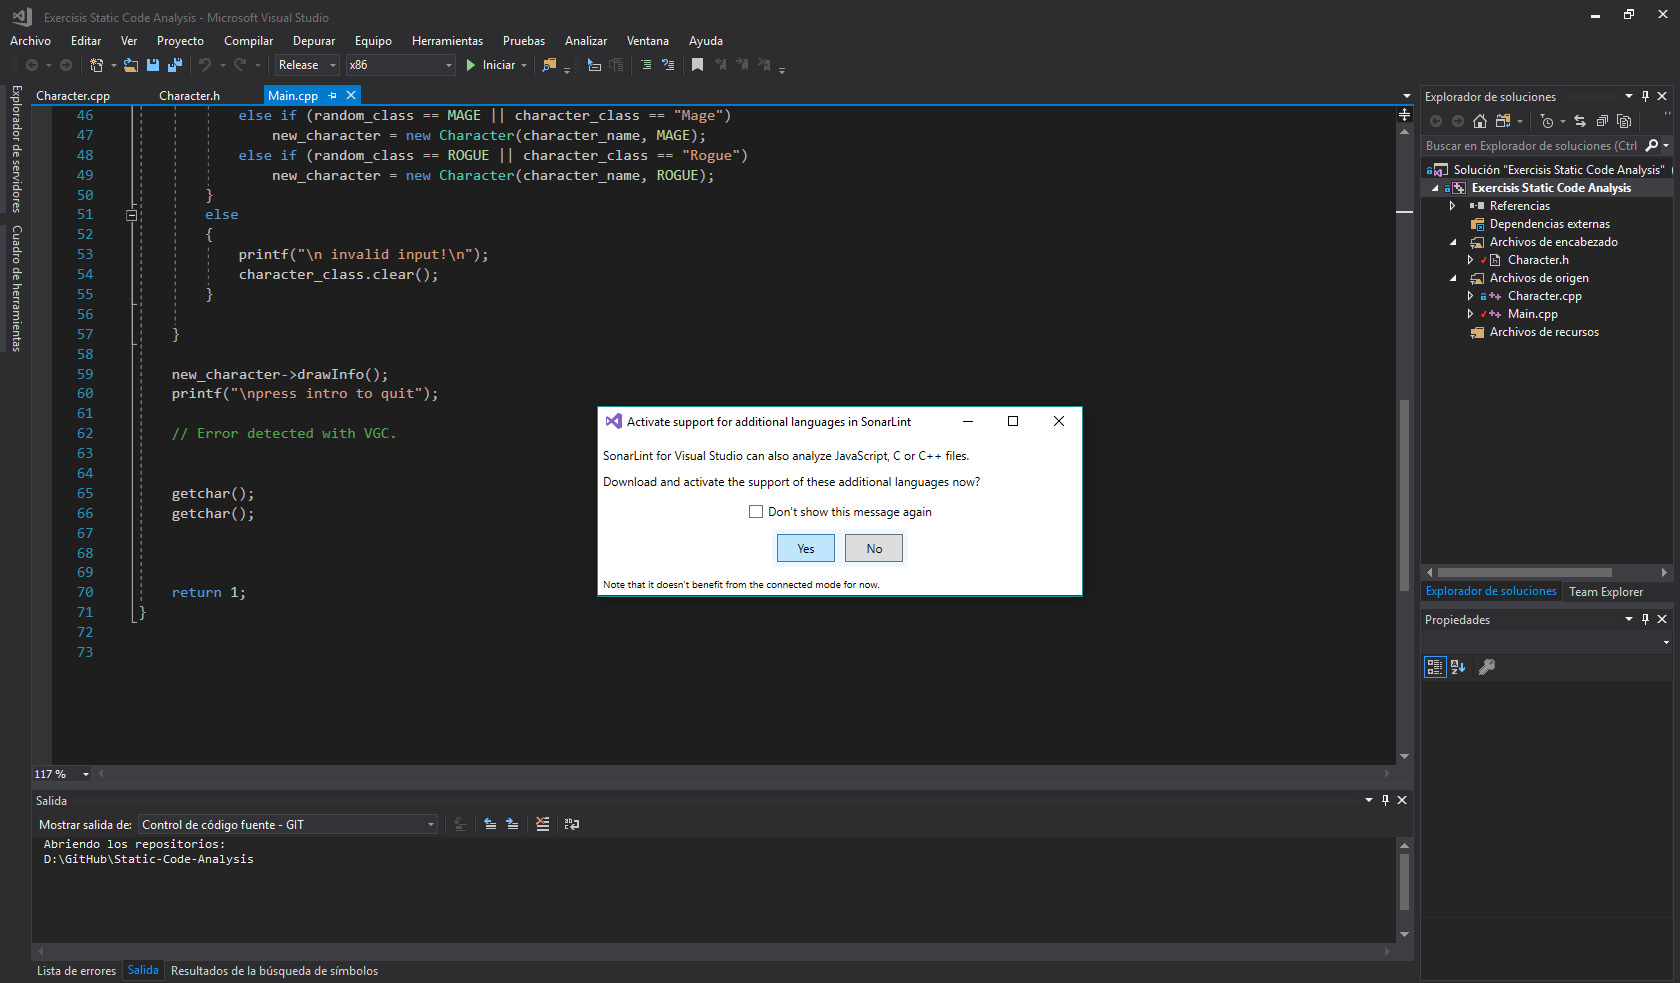 Exercisis Static Code Analysis - Microsoft Visual Studio
Archivo Editar Ver Proyecto Compilar Depurar Equipo Herramientas Pruebas Analizar Ventana Ayuda
Release x86 Iniciar
Explorador de servidores
Cuadro de herramientas
Character.cpp Character.h Main.cpp
46 else if (random_class == MAGE || character_class == "Mage")
47 new_character = new Character(character_name, MAGE);
48 else if (random_class == ROGUE || character_class == "Rogue")
49 new_character = new Character(character_name, ROGUE);
50 }
51 else
52 {
53 printf("\n invalid input!\n");
54 character_class.clear();
55 }
56
57 }
58
59 new_character->drawInfo();
60 printf("\npress intro to quit");
61
62 // Error detected with VGC.
63
64
65 getchar();
66 getchar();
67
68
69
70 return 1;
71 }
72
73
117 %
Activate support for additional languages in SonarLint
SonarLint for Visual Studio can also analyze JavaScript, C or C++ files.
Download and activate the support of these additional languages now?
Don't show this message again
Yes No
Note that it doesn't benefit from the connected mode for now.
Salida
Mostrar salida de: Control de código fuente - GIT
Abriendo los repositorios:
D:\GitHub\Static-Code-Analysis
Lista de errores Salida Resultados de la búsqueda de símbolos
Explorador de soluciones
Buscar en Explorador de soluciones (Ctrl
Solución "Exercisis Static Code Analysis" (
Exercisis Static Code Analysis
Referencias
Dependencias externas
Archivos de encabezado
Character.h
Archivos de origen
Character.cpp
Main.cpp
Archivos de recursos
Explorador de soluciones Team Explorer
Propiedades